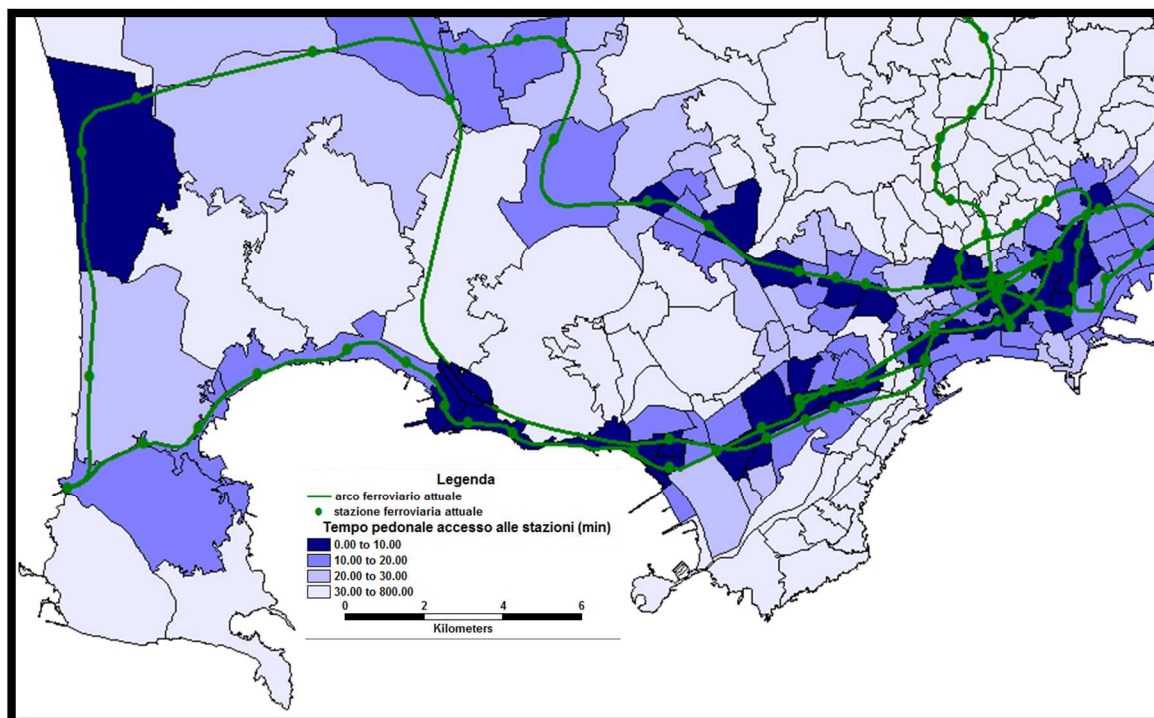 Legenda
arco ferroviario attuale
stazione ferroviaria attuale
Tempo pedonale accesso alle stazioni (min)
0.00 to 10.00
10.00 to 20.00
20.00 to 30.00
30.00 to 800.00
0 2 4 6
Kilometers